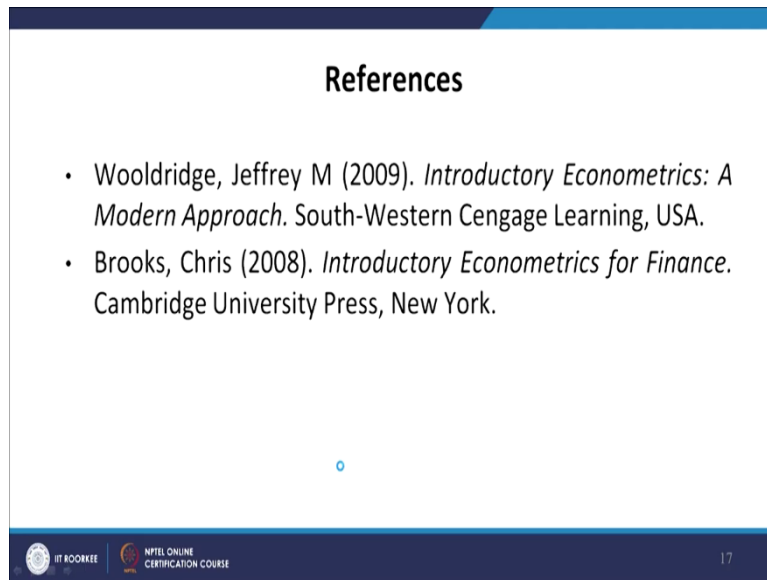 References
• Wooldridge, Jeffrey M (2009). Introductory Econometrics: A
Modern Approach. South-Western Cengage Learning, USA.
• Brooks, Chris (2008). Introductory Econometrics for Finance.
Cambridge University Press, New York.
IIT ROORKEE
NPTEL ONLINE
CERTIFICATION COURSE
17